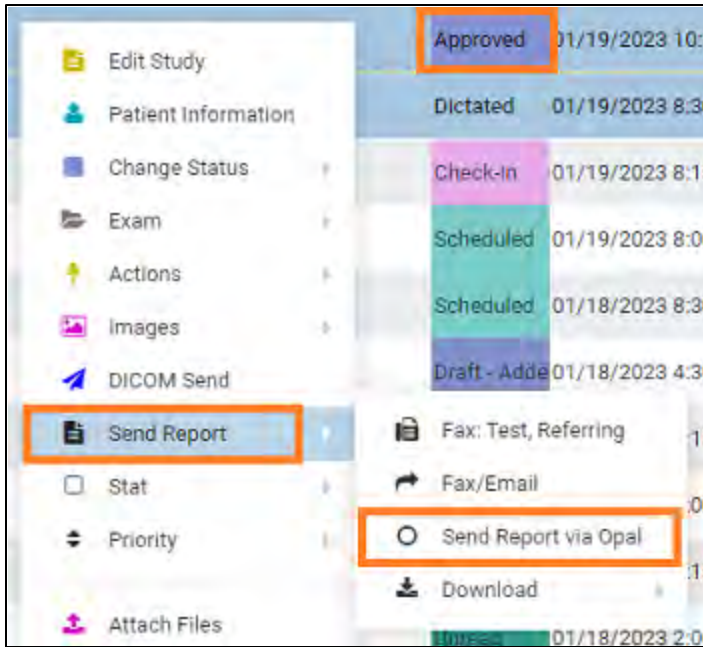 Edit Study
Patient Information
Change Status
Exam
Actions
Images
DICOM Send
Send Report
Stat
Priority
Attach Files
Fax: Test, Referring
Fax/Email
Send Report via Opal
Download
Approved 01/19/2023 10:
Dictated 01/19/2023 8:3
Check-In 01/19/2023 8:1
Scheduled 01/19/2023 8:0
Scheduled 01/18/2023 8:3
Draft - Adde 01/18/2023 4:3
:1
:0
:1
01/18/2023 2:0